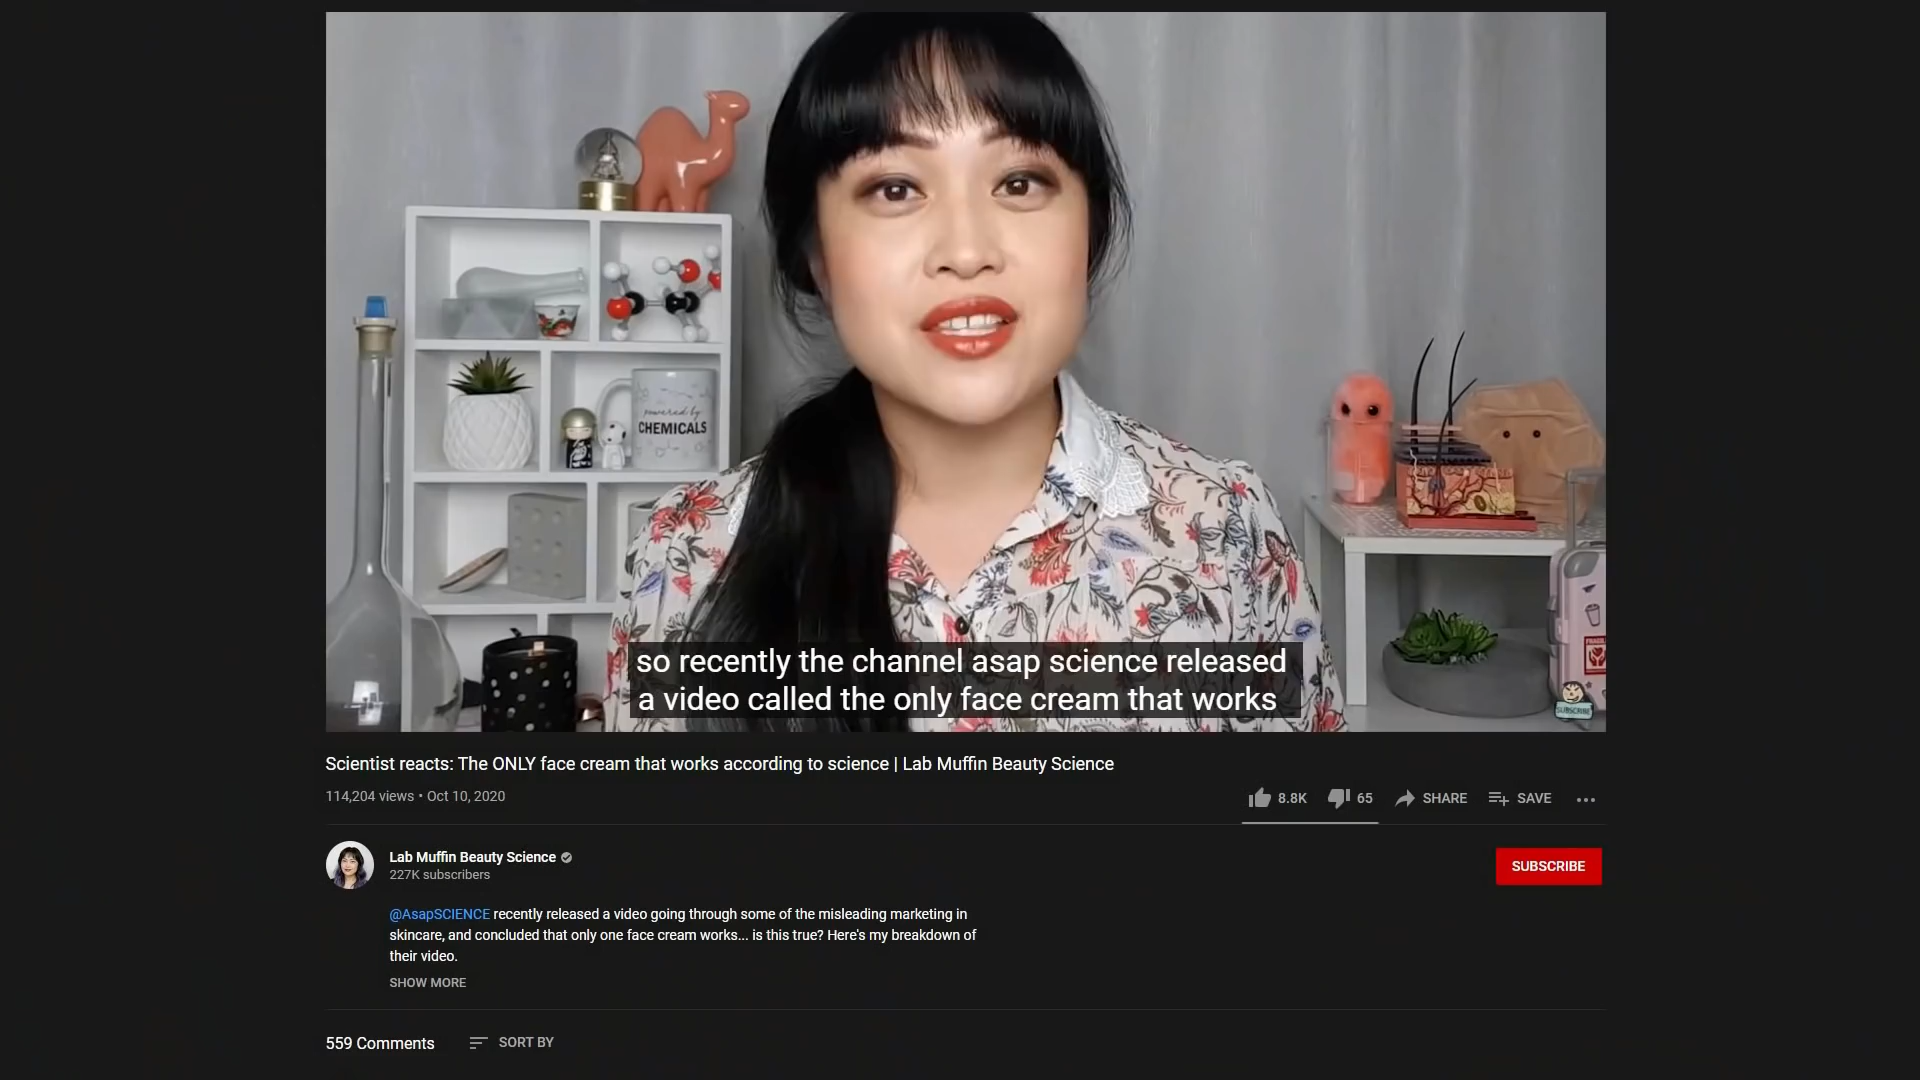 powered by
CHEMICALS
FRAGILE
so recently the channel asap science released
a video called the only face cream that works
SUBSCRIBE
Scientist reacts: The ONLY face cream that works according to science | Lab Muffin Beauty Science
114,204 views • Oct 10, 2020
8.8K 65 SHARE SAVE
Lab Muffin Beauty Science
227K subscribers
SUBSCRIBE
@AsapSCIENCE recently released a video going through some of the misleading marketing in
skincare, and concluded that only one face cream works... is this true? Here's my breakdown of
their video.
SHOW MORE
559 Comments SORT BY